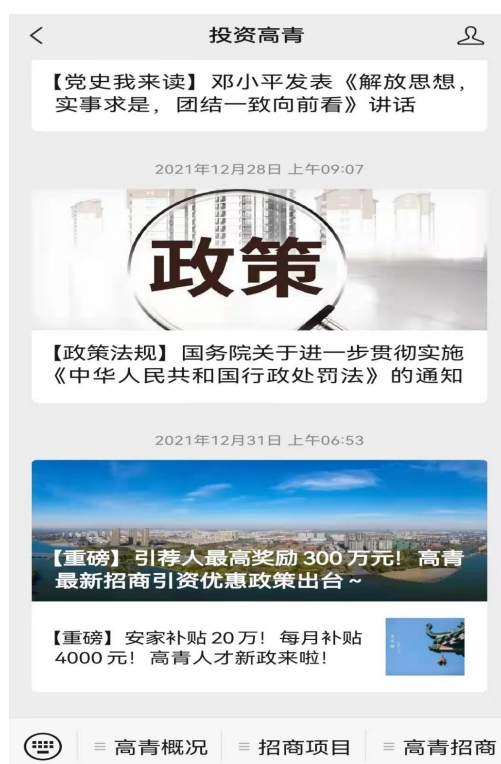 投资高青
【党史我来读】邓小平发表《解放思想，
实事求是，团结一致向前看》讲话
2021年12月28日 上午09:07
政策
【政策法规】国务院关于进一步贯彻实施
《中华人民共和国行政处罚法》的通知
2021年12月31日 上午06:53
【重磅】引荐人最高奖励300万元！高青
最新招商引资优惠政策出台~
【重磅】安家补贴20万！每月补贴
4000元！高青人才新政来啦！
高青概况
招商项目
高青招商